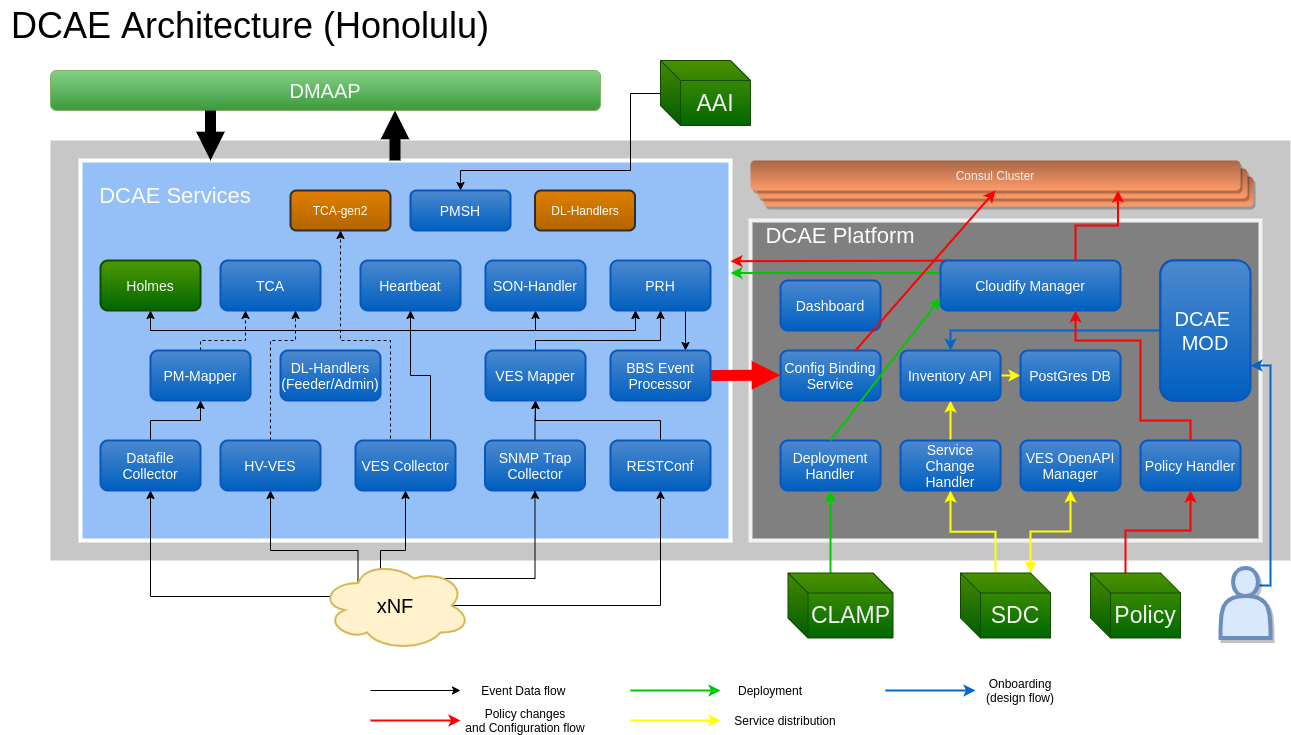 DCAE Architecture (Honolulu)
DMAAP
AAI
DCAE Services
TCA-gen2
PMSH
DL-Handlers
Consul Cluster
DCAE Platform
Holmes
TCA
Heartbeat
SON-Handler
PRH
Dashboard
Cloudify Manager
DCAE
MOD
PM-Mapper
DL-Handlers
(Feeder/Admin)
VES Mapper
BBS Event
Processor
Config Binding
Service
Inventory API
PostGres DB
Datafile
Collector
HV-VES
VES Collector
SNMP Trap
Collector
RESTConf
Deployment
Handler
Service
Change
Handler
VES OpenAPI
Manager
Policy Handler
xNF
CLAMP
SDC
Policy
Event Data flow
Deployment
Onboarding
(design flow)
Policy changes
and Configuration flow
Service distribution